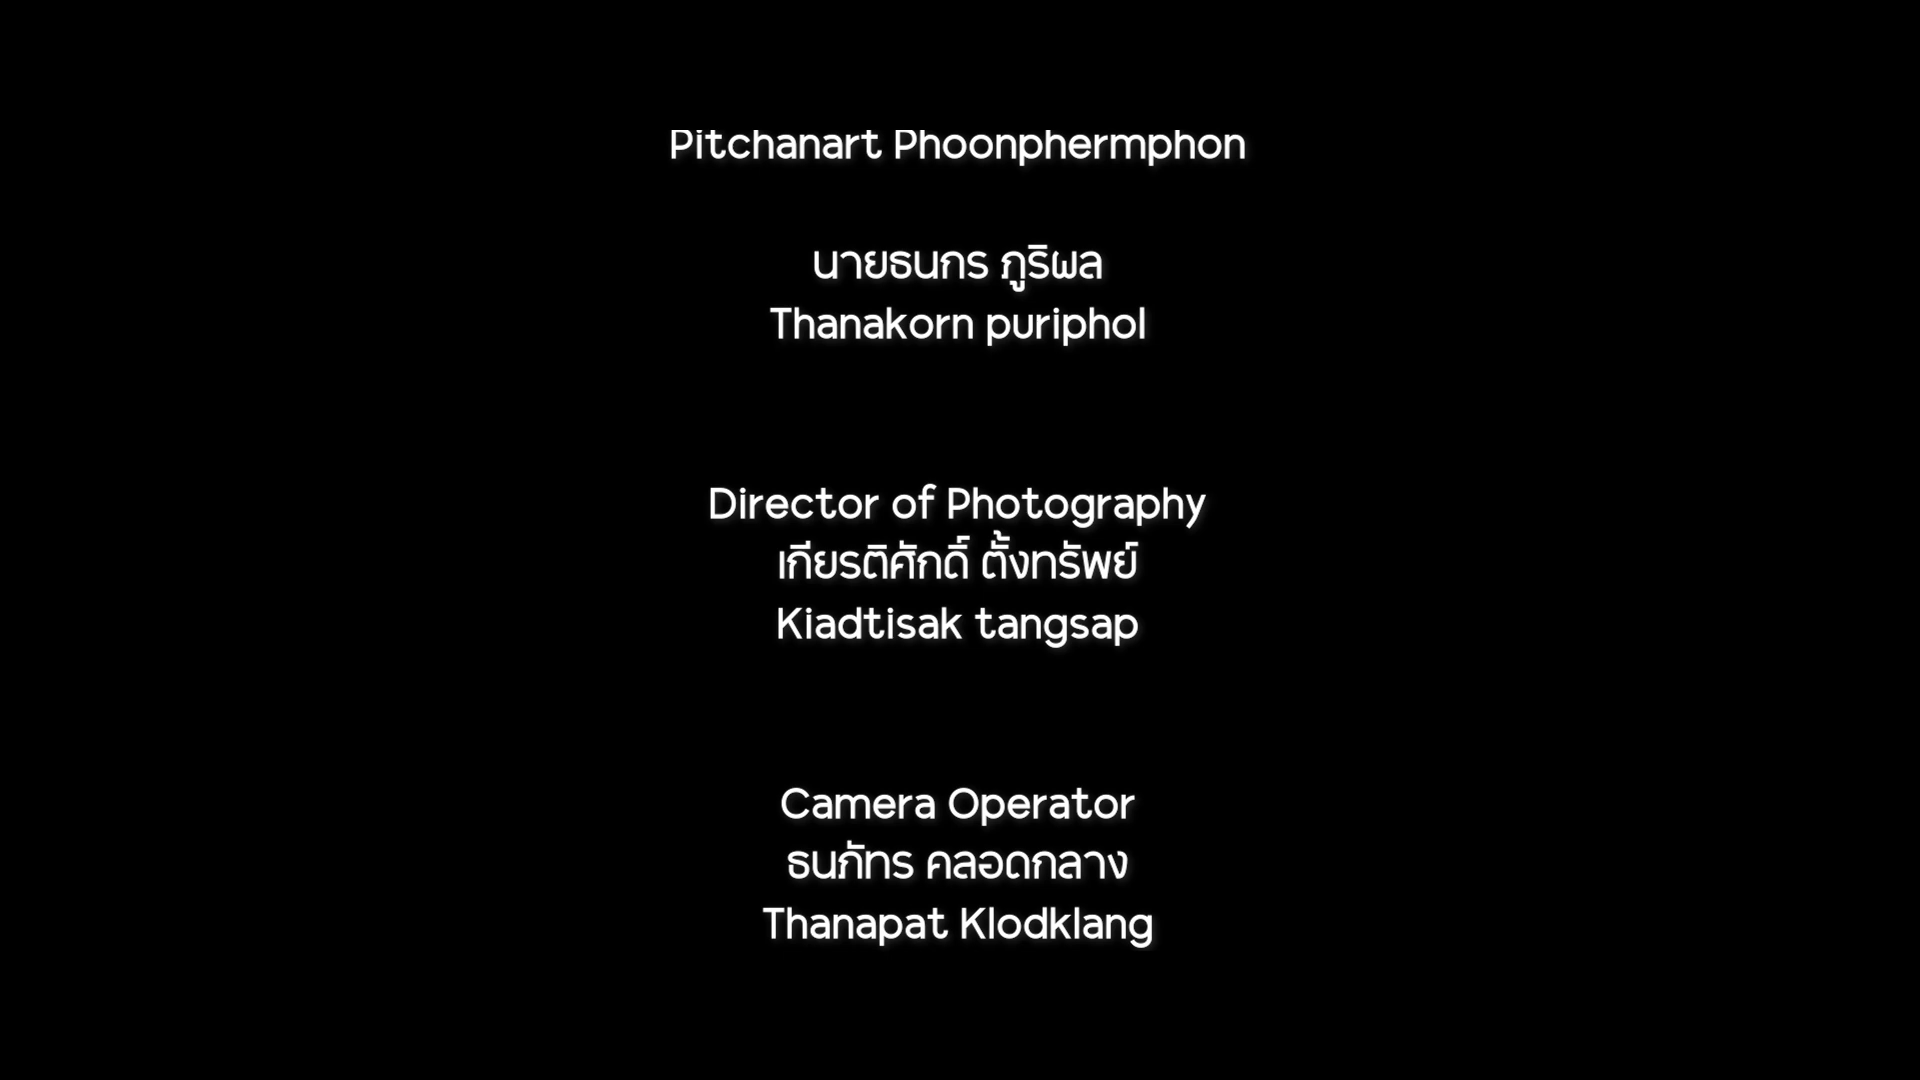 Pitchanart Phoonphermphon
นายธนกร ภูริผล
Thanakorn puriphol
Director of Photography
เกียรติศักดิ์ ตั้งทรัพย์
Kiadtisak tangsap
Camera Operator
ธนภัทร คลอดกลาง
Thanapat Klodklang